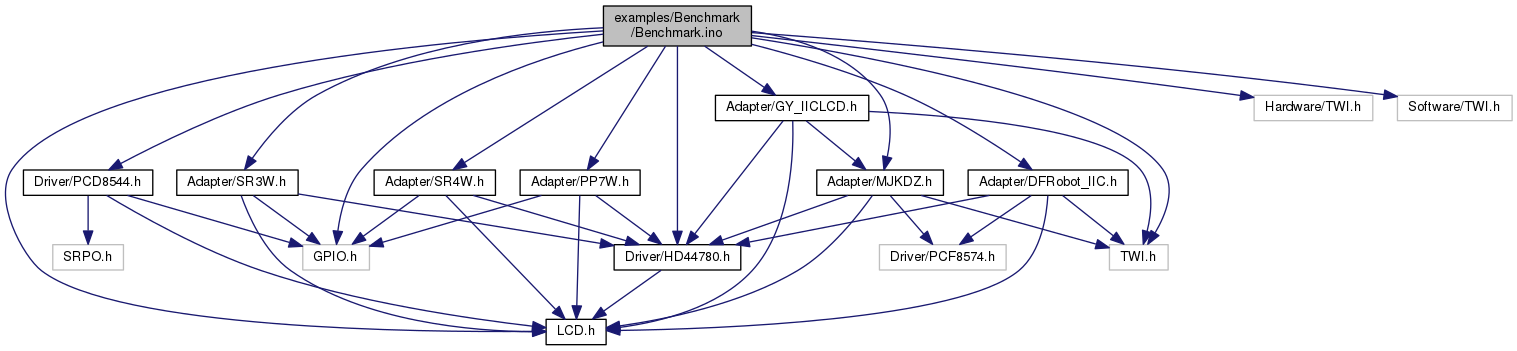 examples/Benchmark
/Benchmark.ino
Adapter/GY_IICLCD.h
Hardware/TWI.h
Software/TWI.h
Driver/PCD8544.h
Adapter/SR3W.h
Adapter/SR4W.h
Adapter/PP7W.h
Adapter/MJKDZ.h
Adapter/DFRobot_IIC.h
SRPO.h
GPIO.h
Driver/HD44780.h
Driver/PCF8574.h
TWI.h
LCD.h